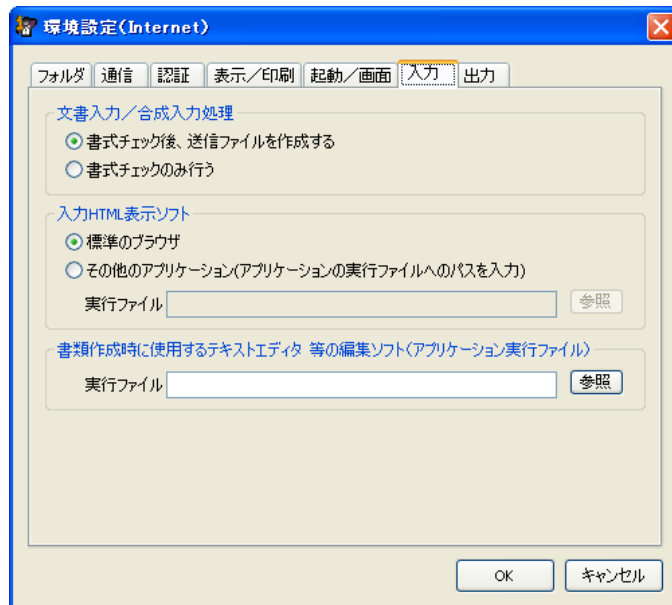 環境設定(Internet)
フォルダ 通信 認証 表示／印刷 起動／画面 入力 出力
文書入力／合成入力処理
書式チェック後、送信ファイルを作成する
書式チェックのみ行う
入力HTML表示ソフト
標準のブラウザ
その他のアプリケーション(アプリケーションの実行ファイルへのパスを入力)
実行ファイル 参照
書類作成時に使用するテキストエディタ 等の編集ソフト(アプリケーション実行ファイル)
実行ファイル 参照
OK キャンセル